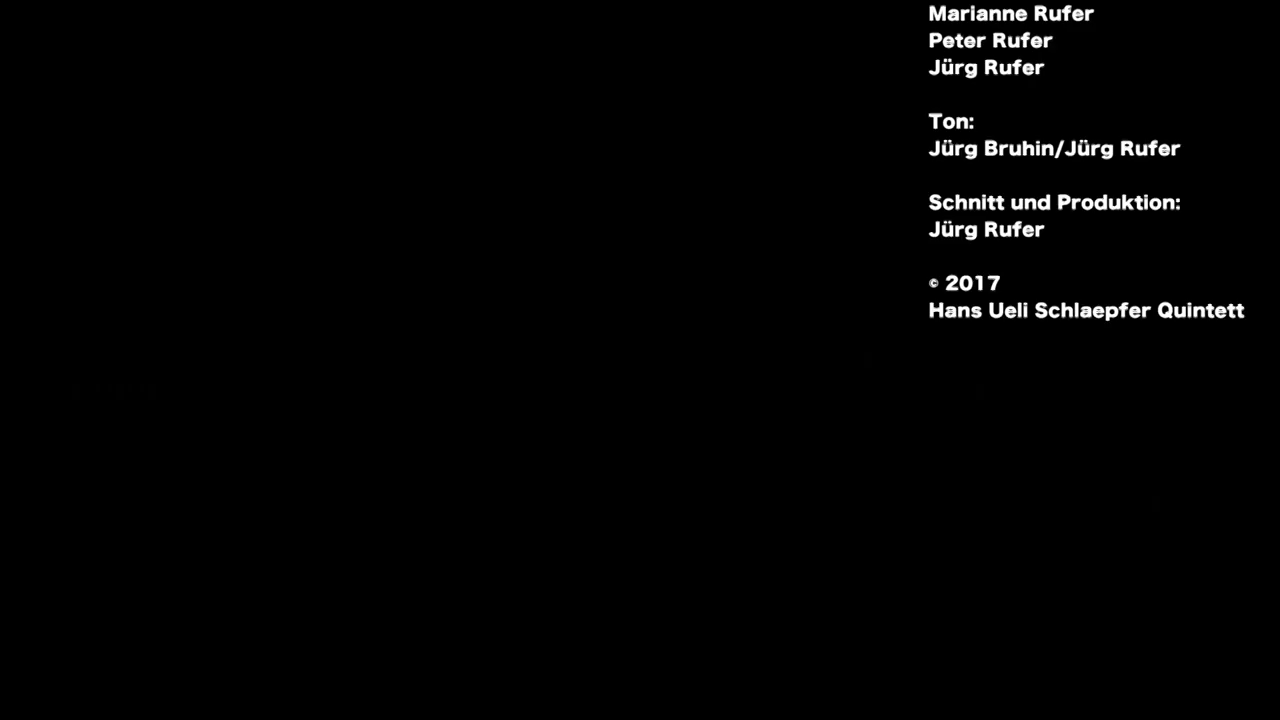 Marianne Rufer
Peter Rufer
Jürg Rufer
Ton:
Jürg Bruhin/Jürg Rufer
Schnitt und Produktion:
Jürg Rufer
© 2017
Hans Ueli Schlaepfer Quintett